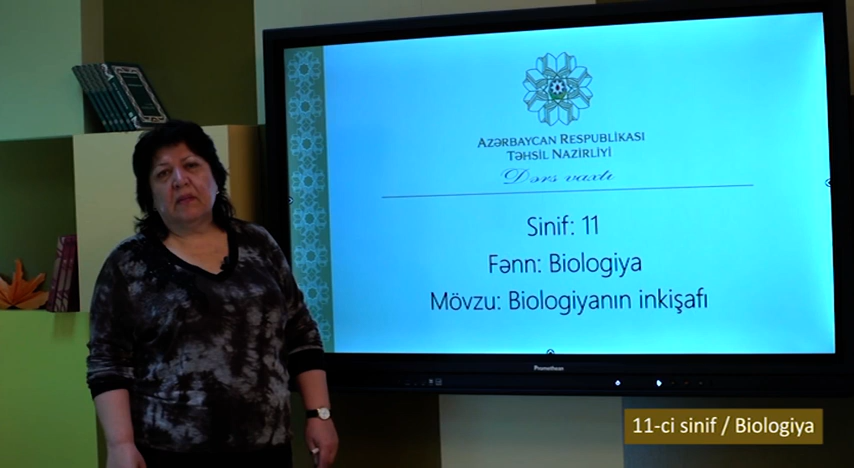 AZƏRBAYCAN RESPUBLİKASI
TƏHSİL NAZİRLİYİ
Dərs vaxtı
Sinif: 11
Fənn: Biologiya
Mövzu: Biologiyanın inkişafı
Promethean
11-ci sinif / Biologiya